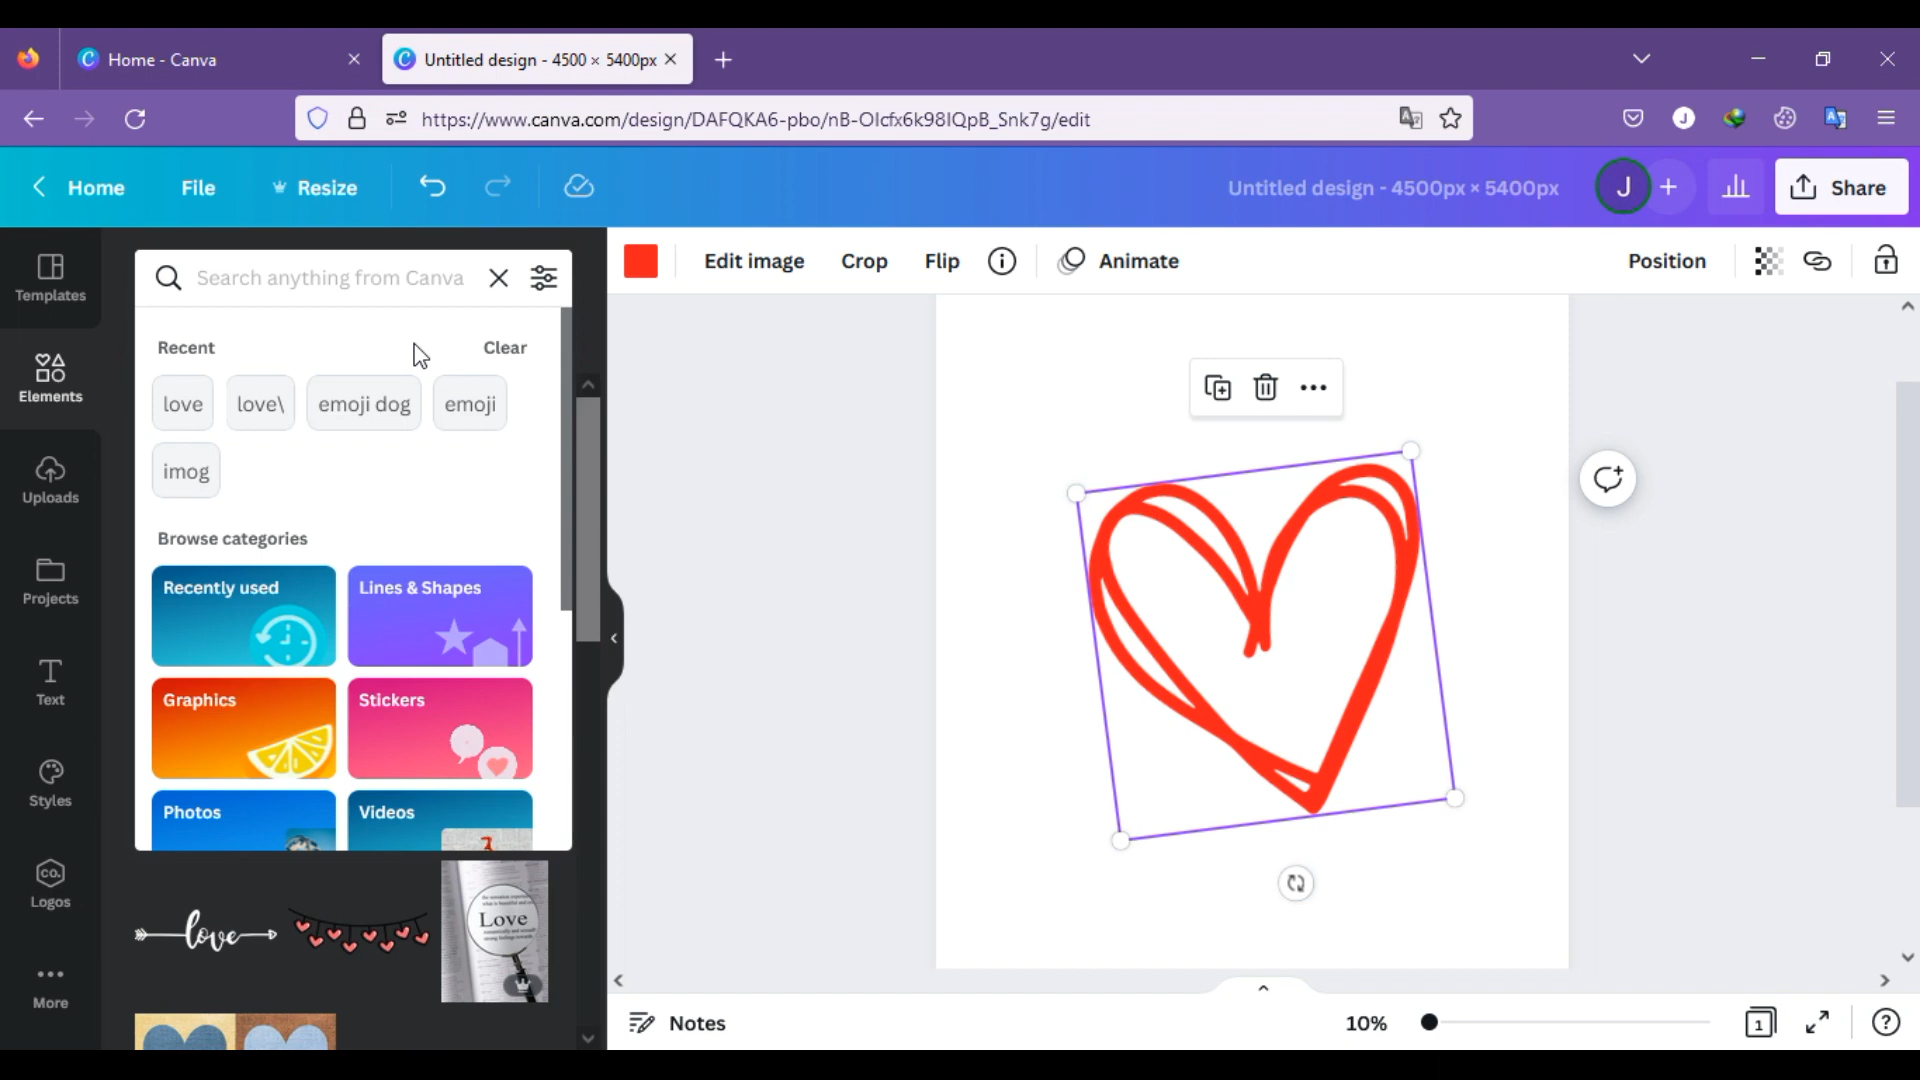 Home - Canva
Untitled design - 4500 × 5400px
https://www.canva.com/design/DAFQKA6-pbo/nB-OIcfx6k98IQpB_Snk7g/edit
J
Home
File
Resize
Untitled design - 4500px × 5400px
J
Share
Templates
Elements
Uploads
Projects
Text
Styles
CO.
Logos
More
Search anything from Canva
Recent
Clear
love
love\
emoji dog
emoji
imog
Browse categories
Recently used
Lines & Shapes
Graphics
Stickers
Photos
Videos
love
Love
Edit image
Crop
Flip
Animate
Position
Notes
10%
1